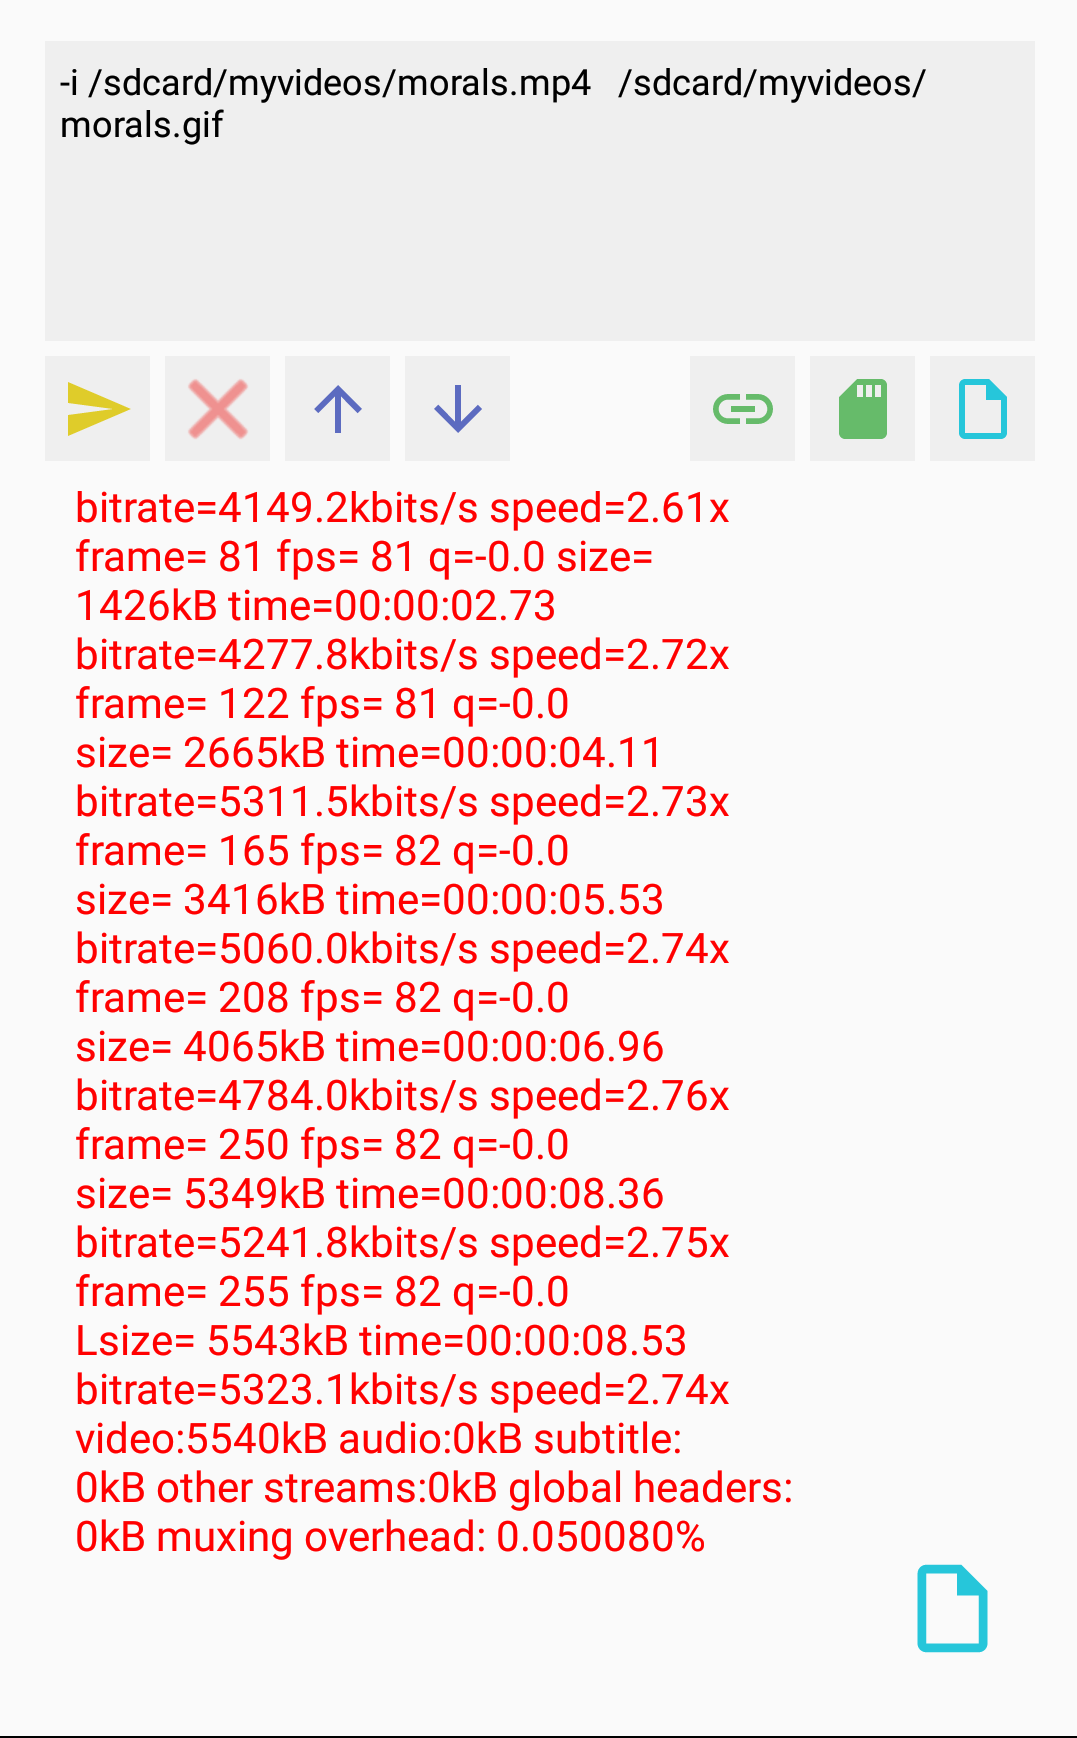 -i /sdcard/myvideos/morals.mp4   /sdcard/myvideos/
morals.gif
bitrate=4149.2kbits/s speed=2.61x
frame= 81 fps= 81 q=-0.0 size=
1426kB time=00:00:02.73
bitrate=4277.8kbits/s speed=2.72x
frame= 122 fps= 81 q=-0.0
size= 2665kB time=00:00:04.11
bitrate=5311.5kbits/s speed=2.73x
frame= 165 fps= 82 q=-0.0
size= 3416kB time=00:00:05.53
bitrate=5060.0kbits/s speed=2.74x
frame= 208 fps= 82 q=-0.0
size= 4065kB time=00:00:06.96
bitrate=4784.0kbits/s speed=2.76x
frame= 250 fps= 82 q=-0.0
size= 5349kB time=00:00:08.36
bitrate=5241.8kbits/s speed=2.75x
frame= 255 fps= 82 q=-0.0
Lsize= 5543kB time=00:00:08.53
bitrate=5323.1kbits/s speed=2.74x
video:5540kB audio:0kB subtitle:
0kB other streams:0kB global headers:
0kB muxing overhead: 0.050080%